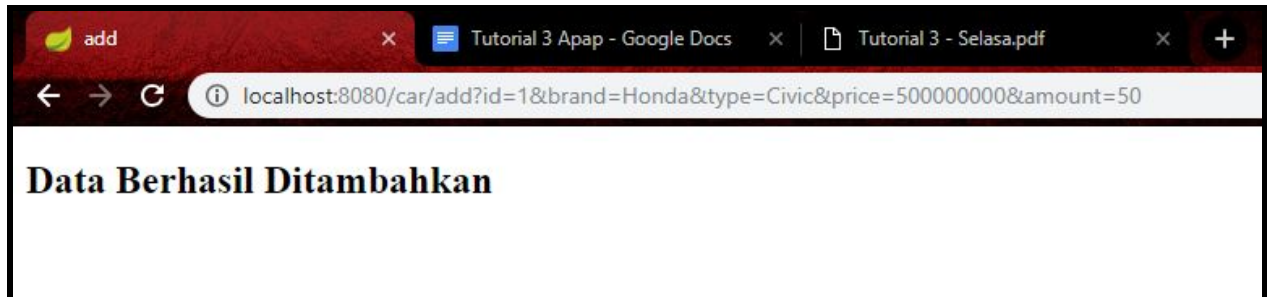 add
Tutorial 3 Apap - Google Docs
Tutorial 3 - Selasa.pdf
localhost:8080/car/add?id=1&brand=Honda&type=Civic&price=500000000&amount=50
Data Berhasil Ditambahkan